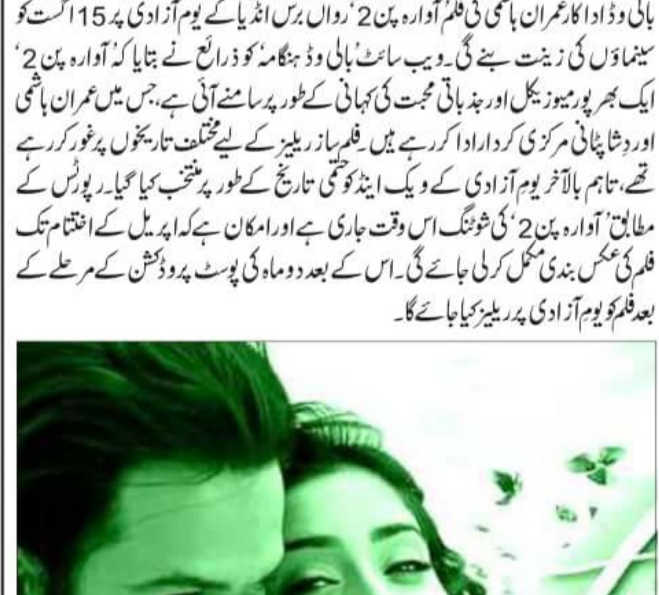 بالی وڈ اداکار عمران ہاشمی کی فلم 'آوارہ پن 2' رواں برس انڈیا کے یوم آزادی پر 15 اگست کو
سینماؤں کی زینت بنے گی۔ ویب سائٹ 'بالی وڈ ہنگامہ' کو ذرائع نے بتایا کہ 'آوارہ پن 2'
ایک بھرپور میوزیکل اور جذباتی محبت کی کہانی کے طور پر سامنے آئی ہے، جس میں عمران ہاشمی
اور دِشا پٹانی مرکزی کردار ادا کر رہے ہیں۔ فلم ساز ریلیز کے لیے مختلف تاریخوں پر غور کر رہے
تھے، تاہم بالآخر یومِ آزادی کے ویک اینڈ کو حتمی تاریخ کے طور پر منتخب کیا گیا۔ رپورٹس کے
مطابق 'آوارہ پن 2' کی شوٹنگ اس وقت جاری ہے اور امکان ہے کہ اپریل کے اختتام تک
فلم کی عکس بندی مکمل کر لی جائے گی۔ اس کے بعد دو ماہ کی پوسٹ پروڈکشن کے مرحلے کے
بعد فلم کو یومِ آزادی پر ریلیز کیا جائے گا۔